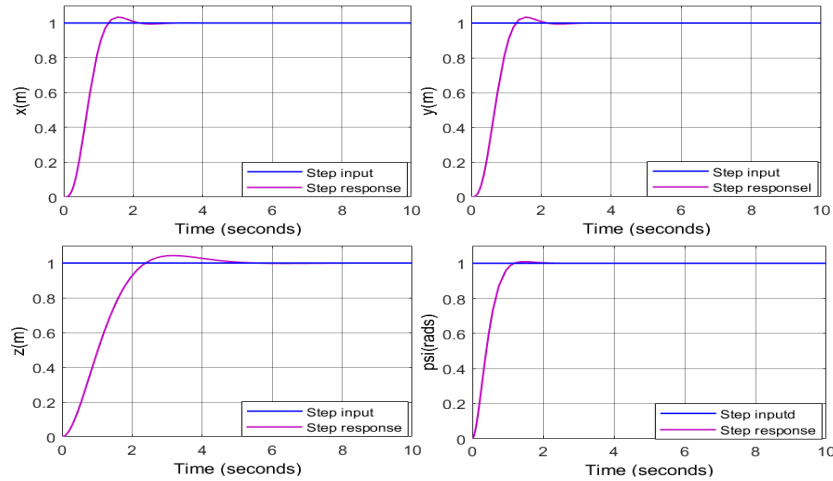 1
0.8
0.6
0.4
0.2
0
x(m)
Step input
Step response
0 2 4 6 8 10
Time (seconds)
1
0.8
0.6
0.4
0.2
0
y(m)
Step input
Step responsel
0 2 4 6 8 10
Time (seconds)
1
0.8
0.6
0.4
0.2
0
z(m)
Step input
Step response
0 2 4 6 8 10
Time (seconds)
1
0.8
0.6
0.4
0.2
0
psi(rads)
Step inputd
Step response
0 2 4 6 8 10
Time (seconds)